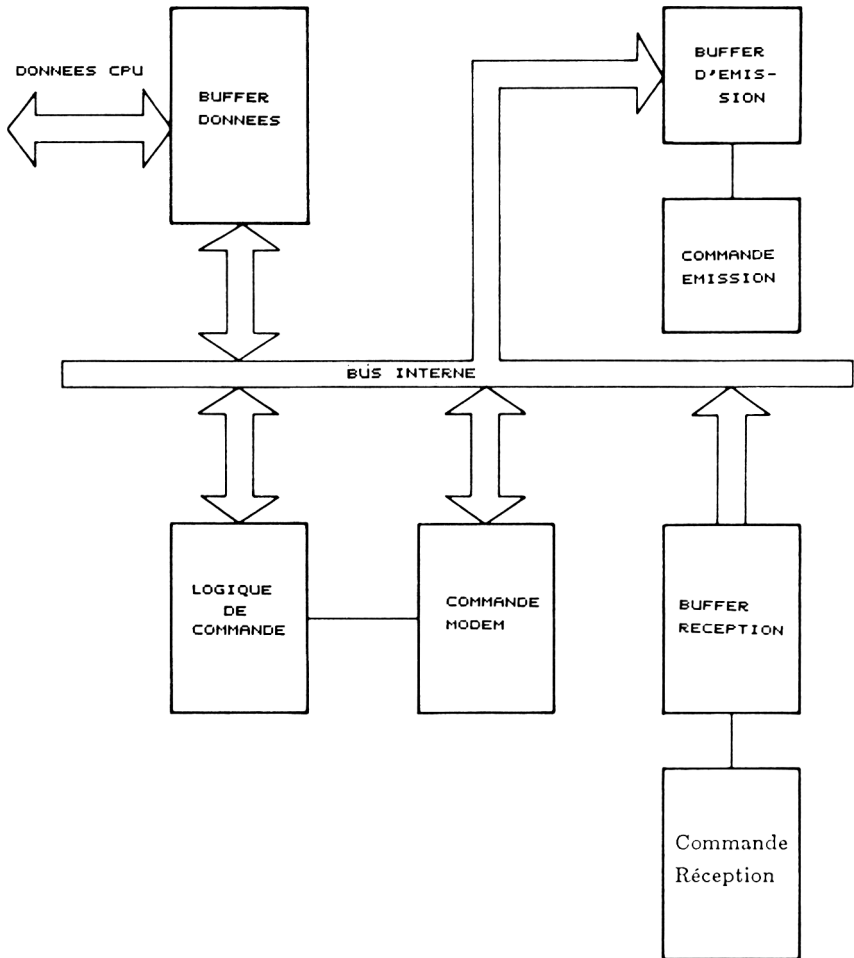 DONNEES CPU
BUFFER
DONNEES
BUFFER
D'EMIS-
SION
COMMANDE
EMISSION
BUS INTERNE
LOGIQUE
DE
COMMANDE
COMMANDE
MODEM
BUFFER
RECEPTION
Commande
Réception